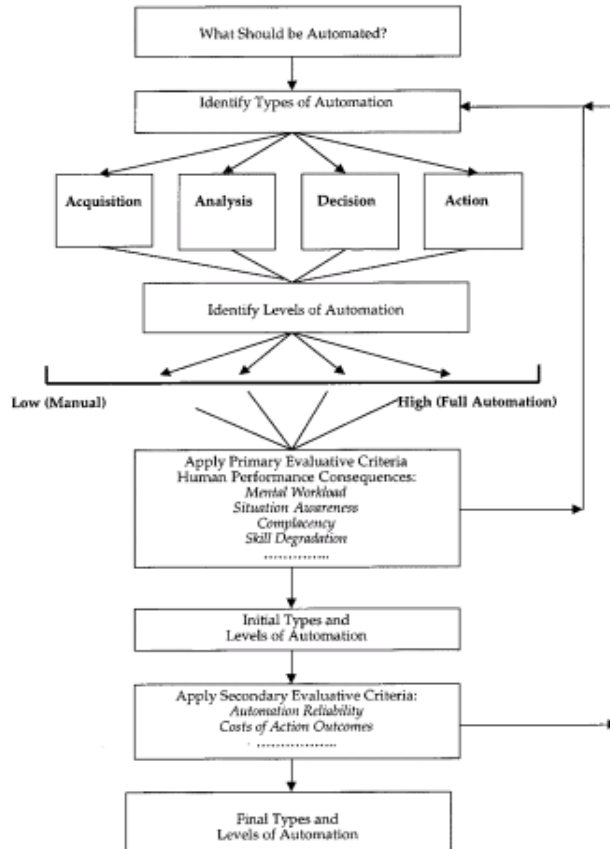 What Should be Automated?
Identify Types of Automation
Acquisition
Analysis
Decision
Action
Identify Levels of Automation
Low (Manual)
High (Full Automation)
Apply Primary Evaluative Criteria
Human Performance Consequences:
Mental Workload
Situation Awareness
Complacency
Skill Degradation
..............
Initial Types and
Levels of Automation
Apply Secondary Evaluative Criteria:
Automation Reliability
Costs of Action Outcomes
.................
Final Types and
Levels of Automation